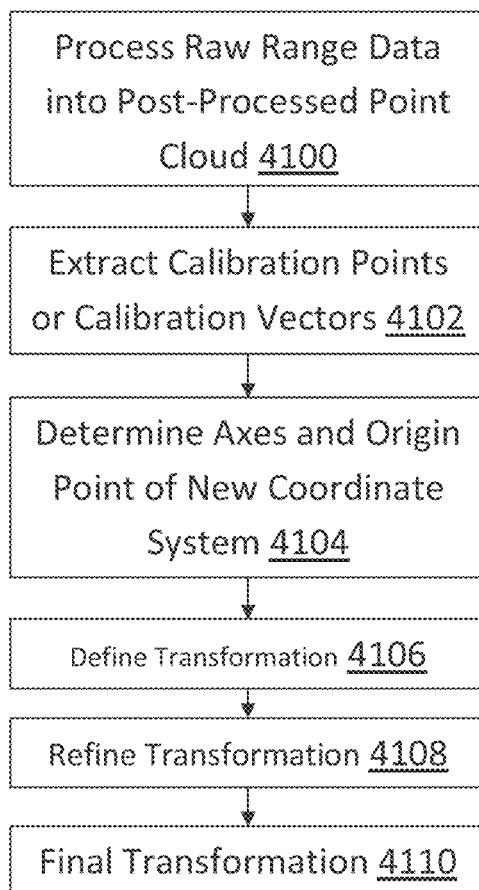 Process Raw Range Data
into Post-Processed Point
Cloud 4100
Extract Calibration Points
or Calibration Vectors 4102
Determine Axes and Origin
Point of New Coordinate
System 4104
Define Transformation 4106
Refine Transformation 4108
Final Transformation 4110